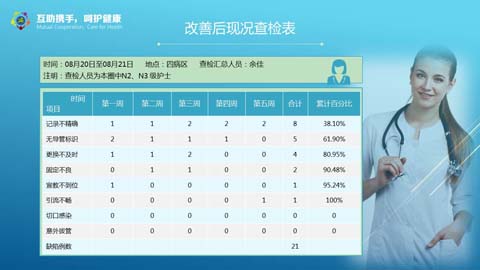 互助携手，呵护健康
Mutual Cooperation, Care for Health
改善后现况查检表
时间：08月20日至08月21日 地点：四病区 查检汇总人员：余佳
注明：查检人员为本圈中N2、N3 级护士
时间 项目 第一周 第二周 第三周 第四周 第五周 合计 累计百分比
记录不精确 1 1 2 2 2 8 38.10%
无导管标识 2 1 1 1 0 5 61.90%
更换不及时 1 1 2 0 0 4 80.95%
固定不良 0 1 1 0 0 2 90.48%
宣教不到位 1 0 0 0 0 1 95.24%
引流不畅 0 0 0 0 1 1 100%
切口感染 0 0 0 0 0 0
意外拔管 0 0 0 0 0 0
缺陷例数 21